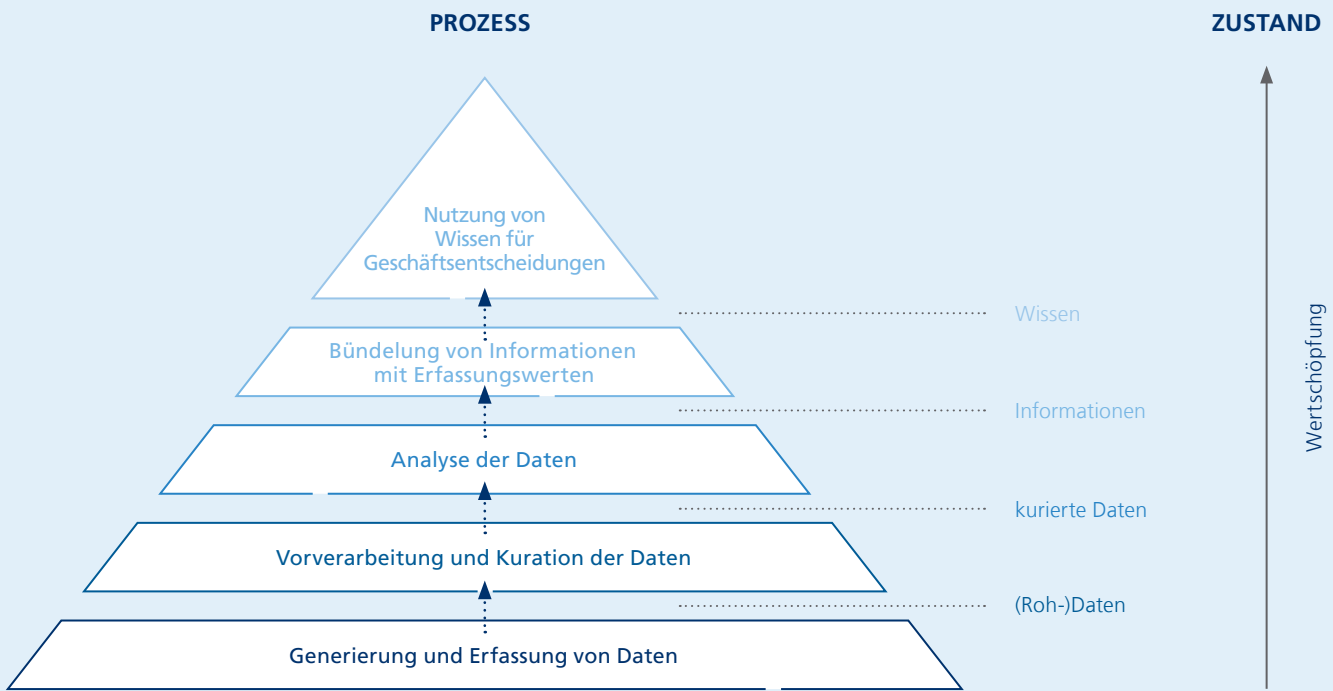 PROZESS
ZUSTAND
Nutzung von
Wissen für
Geschäftsentscheidungen
Wissen
Bündelung von Informationen
mit Erfassungswerten
Informationen
Analyse der Daten
kurierte Daten
Vorverarbeitung und Kuration der Daten
(Roh-)Daten
Generierung und Erfassung von Daten
Wertschöpfung